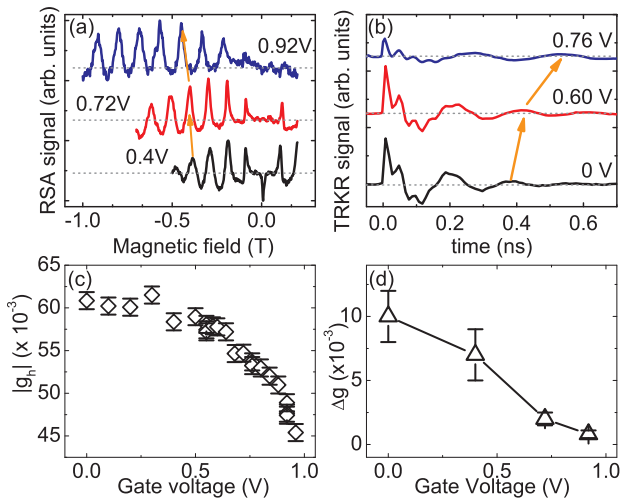 (a)
RSA signal (arb. units)
0.92V
0.72V
0.4V
-1.0 -0.5 0.0
Magnetic field (T)
(b)
TRKR signal (arb. units)
0.76 V
0.60 V
0 V
0.0 0.2 0.4 0.6
time (ns)
(c)
|gₕ| (x 10⁻³)
65
60
55
50
45
0.0 0.5 1.0
Gate voltage (V)
(d)
Δg (x10⁻³)
10
5
0
0.0 0.5 1.0
Gate Voltage (V)